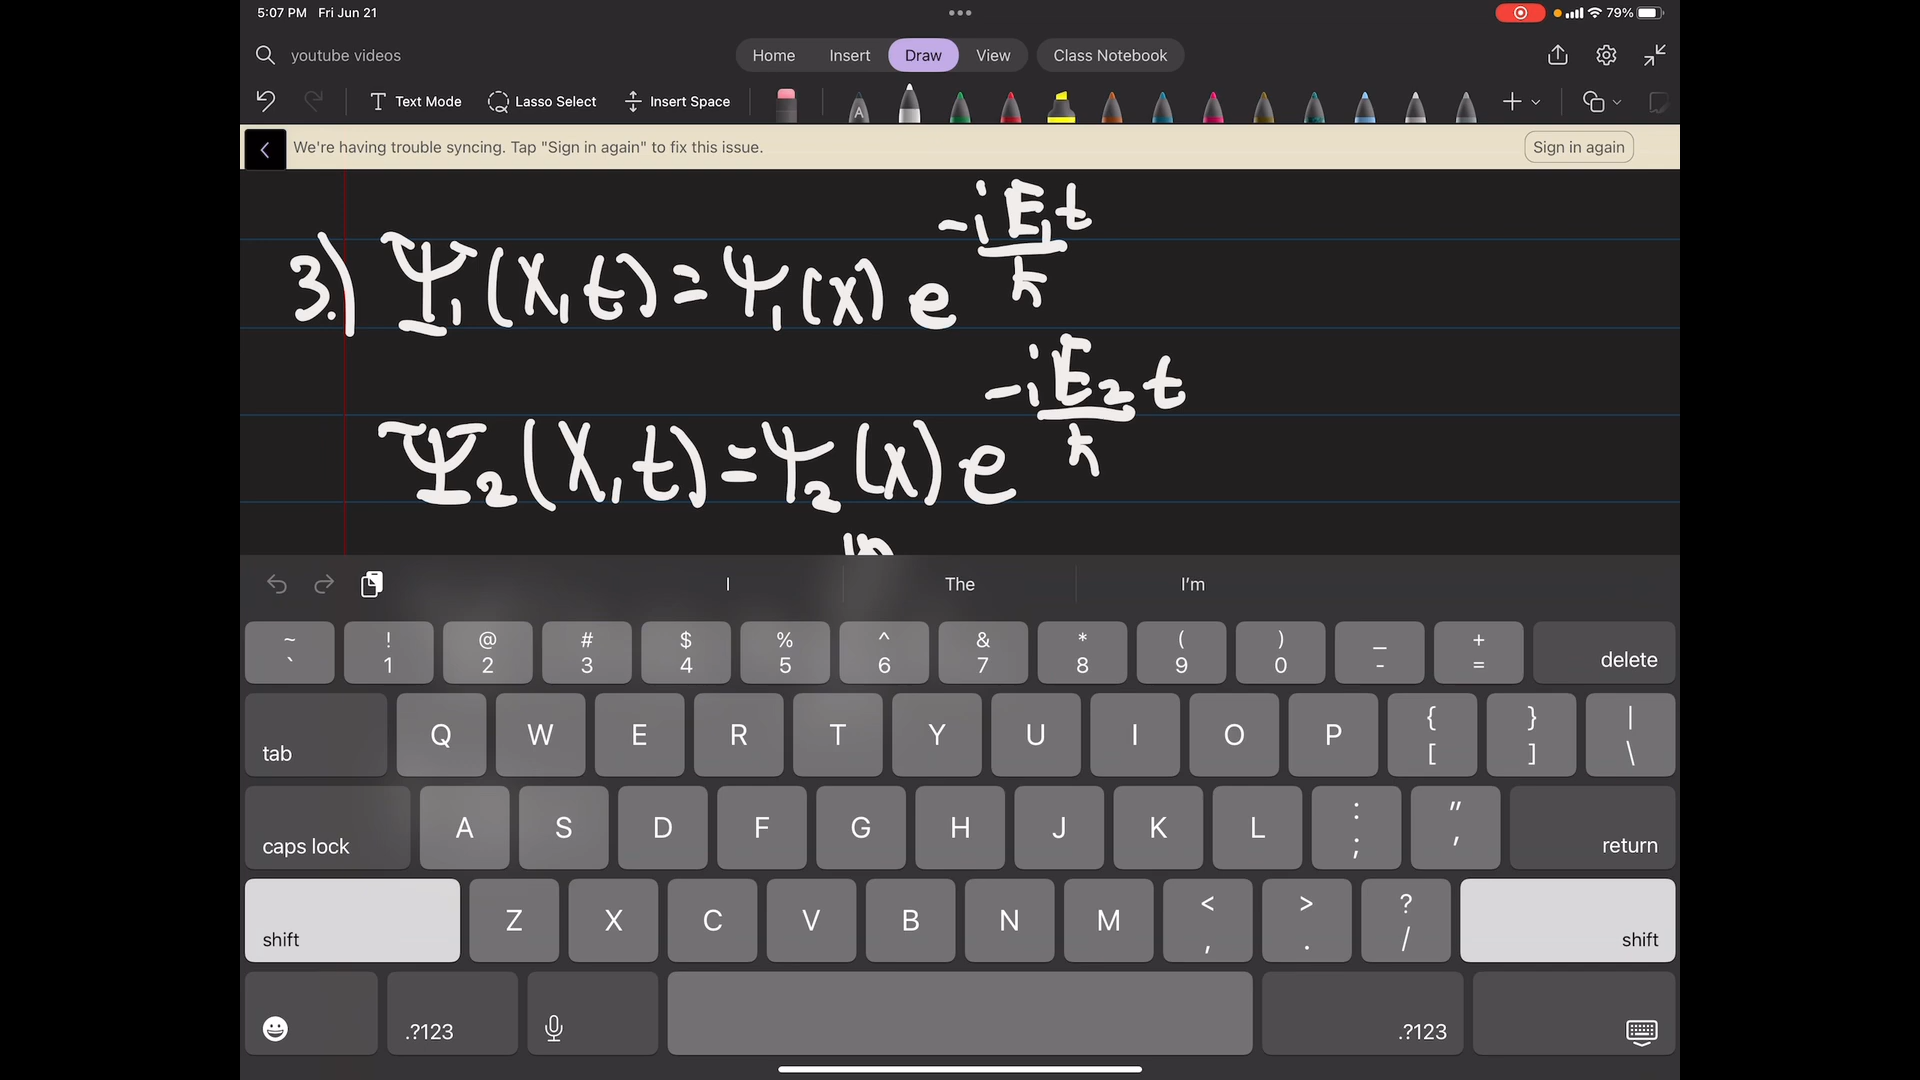 5:07 PM Fri Jun 21
79%
youtube videos
Home Insert Draw View Class Notebook
Text Mode Lasso Select Insert Space
A
We're having trouble syncing. Tap "Sign in again" to fix this issue. Sign in again
3.) Ψ₁(x,t) = ψ₁(x) e^(-iE₁t/ħ)
Ψ₂(x,t) = ψ₂(x) e^(-iE₂t/ħ)
I The I'm
~ ! @ # $ % ^ & * ( ) _ +
` 1 2 3 4 5 6 7 8 9 0 - = delete
tab Q W E R T Y U I O P { [ } ] | \
caps lock A S D F G H J K L : ; " ' return
shift Z X C V B N M < , > . ? / shift
.?123 .?123